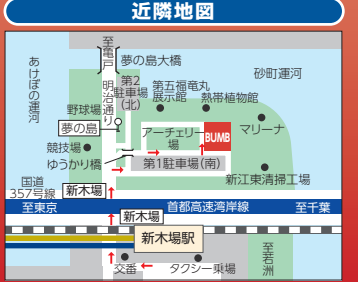 近隣地図
至亀戸
夢の島大橋
あけぼの運河
明治通り
第2
駐車場
(北)
第五福竜丸
展示館
砂町運河
熱帯植物館
野球場
夢の島
アーチェリー
場
BUMB
マリーナ
競技場
ゆうかり橋
第1駐車場(南)
新江東清掃工場
国道
357号線
新木場
至東京
首都高速湾岸線
至千葉
新木場
新木場駅
至若洲
交番
タクシー乗場